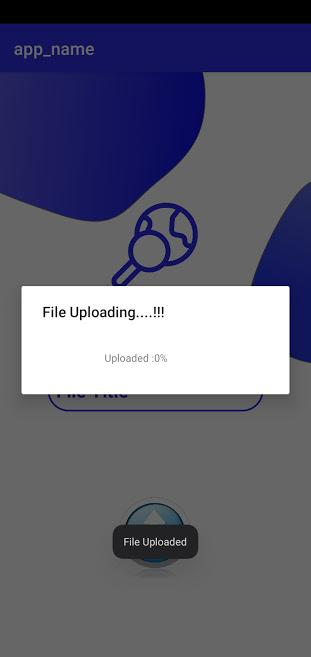 app_name
File Uploading....!!!
Uploaded :0%
File Title
File Uploaded